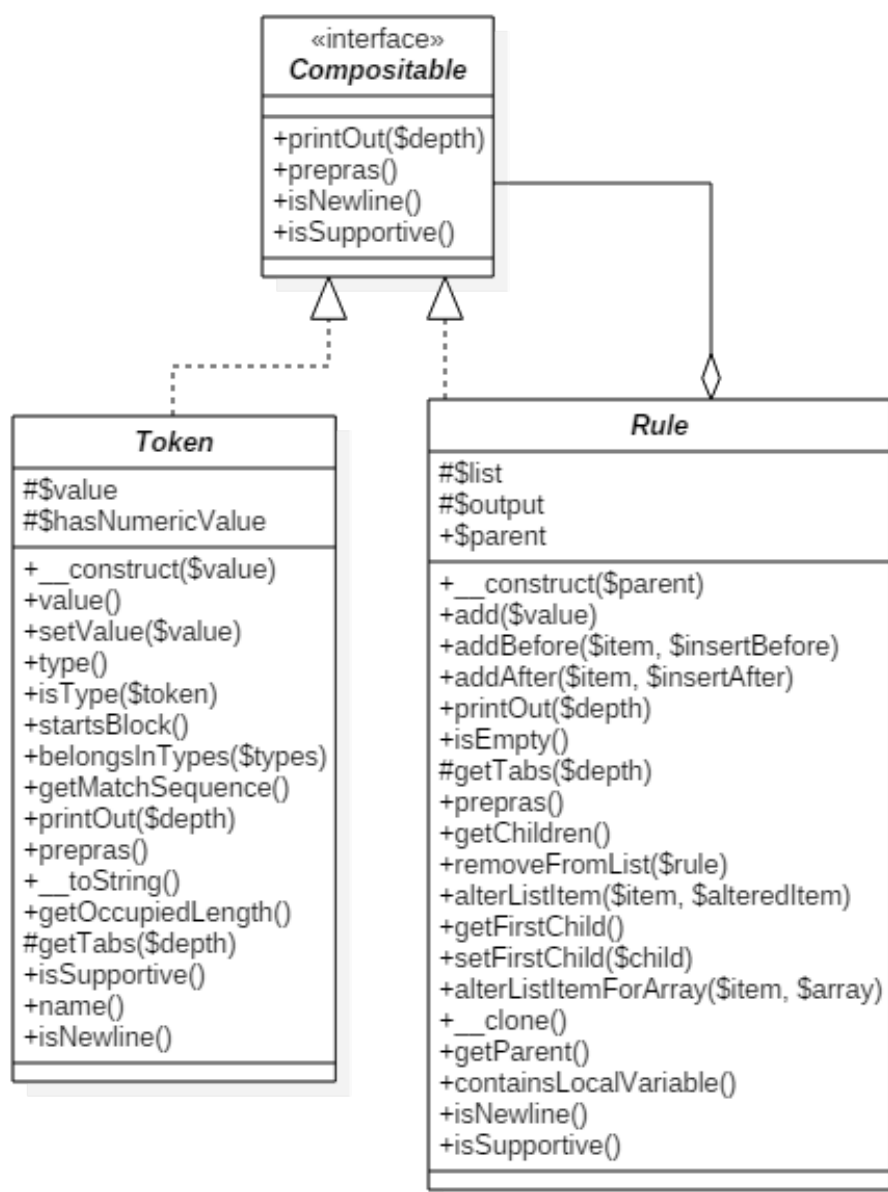 «interface»
Compositable
+printOut($depth)
+prepras()
+isNewline()
+isSupportive()
Token
#$value
#$hasNumericValue
+__construct($value)
+value()
+setValue($value)
+type()
+isType($token)
+startsBlock()
+belongsInTypes($types)
+getMatchSequence()
+printOut($depth)
+prepras()
+__toString()
+getOccupiedLength()
#getTabs($depth)
+isSupportive()
+name()
+isNewline()
Rule
#$list
#$output
+$parent
+__construct($parent)
+add($value)
+addBefore($item, $insertBefore)
+addAfter($item, $insertAfter)
+printOut($depth)
+isEmpty()
#getTabs($depth)
+prepras()
+getChildren()
+removeFromList($rule)
+alterListItem($item, $alteredItem)
+getFirstChild()
+setFirstChild($child)
+alterListItemForArray($item, $array)
+__clone()
+getParent()
+containsLocalVariable()
+isNewline()
+isSupportive()